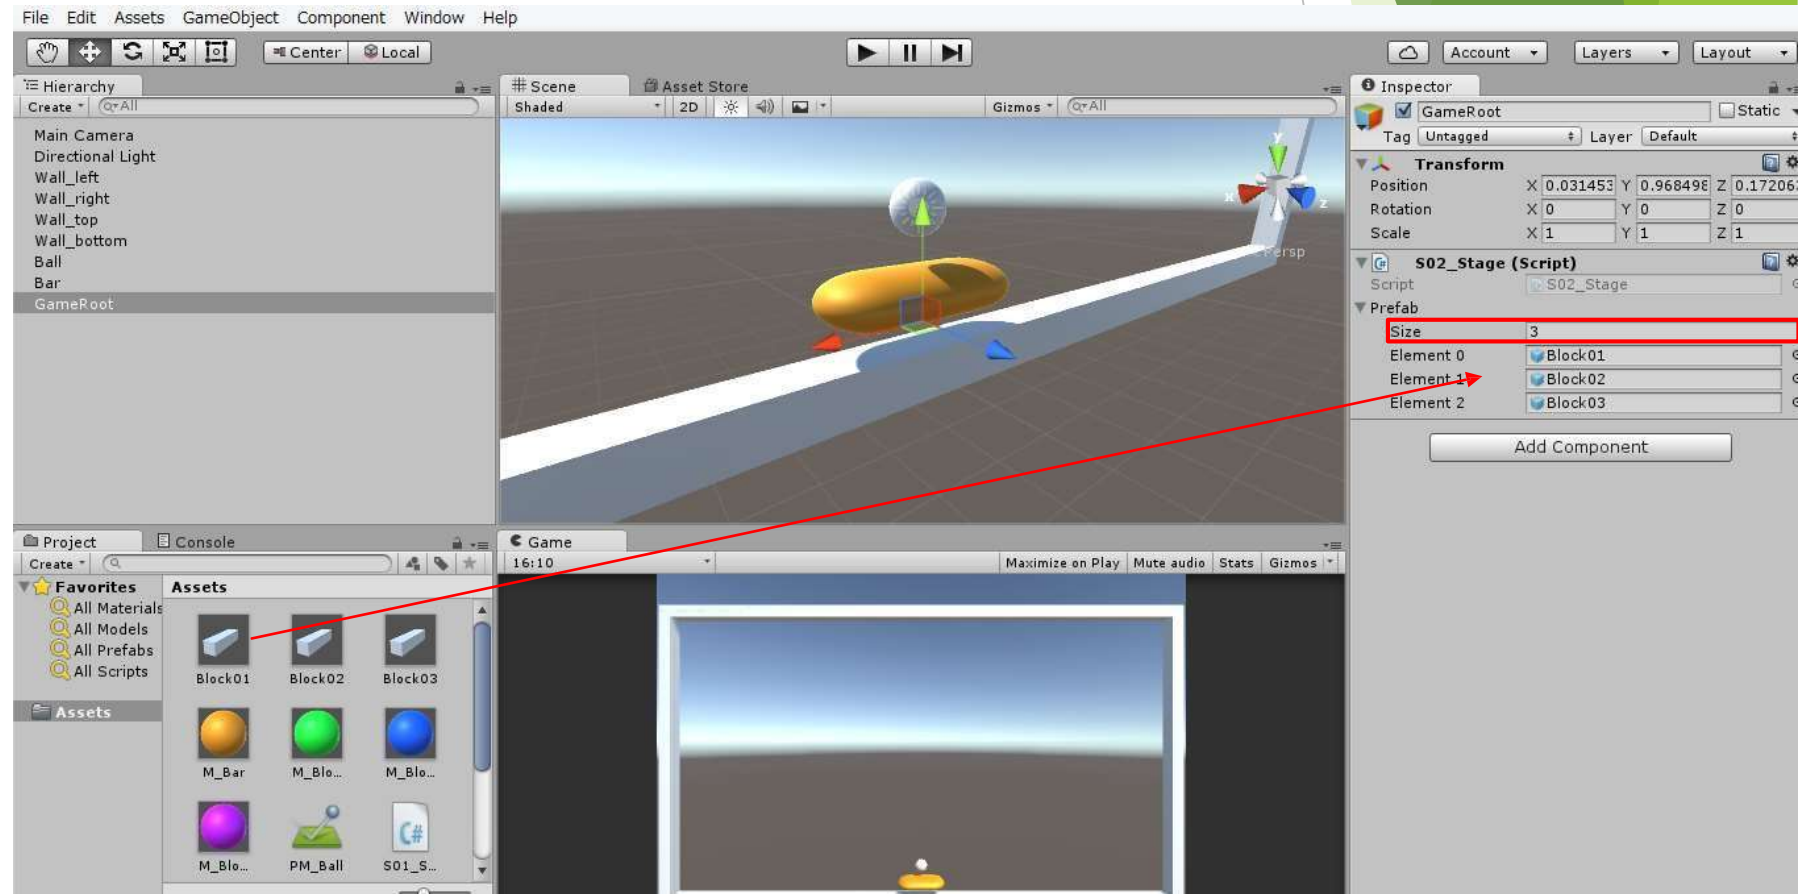 File Edit Assets GameObject Component Window Help
Center Local
Account Layers Layout
Hierarchy
Create All
Main Camera
Directional Light
Wall_left
Wall_right
Wall_top
Wall_bottom
Ball
Bar
GameRoot
Scene Asset Store
Shaded 2D Gizmos All
y
x
z
Persp
Inspector
GameRoot Static
Tag Untagged Layer Default
Transform
Position X 0.031453 Y 0.968498 Z 0.17206
Rotation X 0 Y 0 Z 0
Scale X 1 Y 1 Z 1
S02_Stage (Script)
Script S02_Stage
Prefab
Size 3
Element 0 Block01
Element 1 Block02
Element 2 Block03
Add Component
Project Console
Create
Favorites
All Materials
All Models
All Prefabs
All Scripts
Assets
Assets
Block01 Block02 Block03
M_Bar M_Blo... M_Blo...
M_Blo... PM_Ball S01_S...
C#
Game
16:10 Maximize on Play Mute audio Stats Gizmos